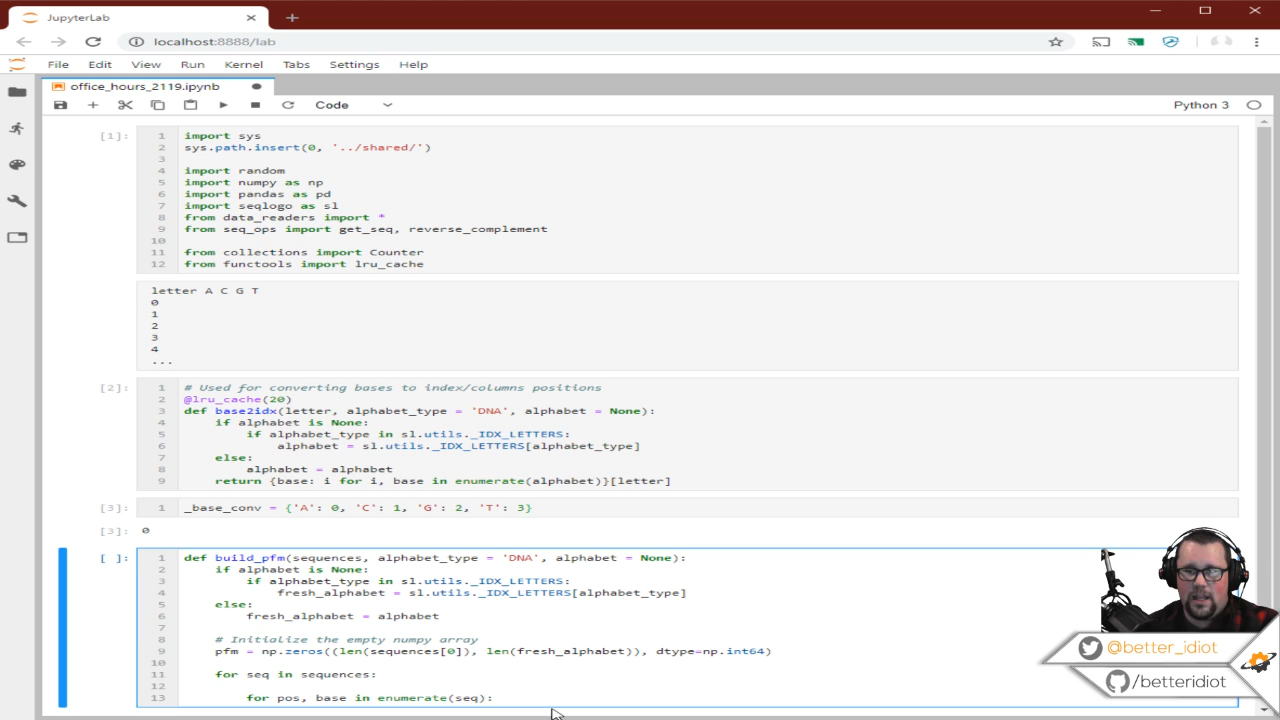 JupyterLab
localhost:8888/lab
File Edit View Run Kernel Tabs Settings Help
office_hours_2119.ipynb
Code
Python 3
[1]:
1 import sys
2 sys.path.insert(0, '../shared/')
3
4 import random
5 import numpy as np
6 import pandas as pd
7 import seqlogo as sl
8 from data_readers import *
9 from seq_ops import get_seq, reverse_complement
10
11 from collections import Counter
12 from functools import lru_cache
letter A C G T
0
1
2
3
4
...
[2]:
1 # Used for converting bases to index/columns positions
2 @lru_cache(20)
3 def base2idx(letter, alphabet_type = 'DNA', alphabet = None):
4 if alphabet is None:
5 if alphabet_type in sl.utils._IDX_LETTERS:
6 alphabet = sl.utils._IDX_LETTERS[alphabet_type]
7 else:
8 alphabet = alphabet
9 return {base: i for i, base in enumerate(alphabet)}[letter]
[3]: 1 _base_conv = {'A': 0, 'C': 1, 'G': 2, 'T': 3}
[3]: 0
[ ]:
1 def build_pfm(sequences, alphabet_type = 'DNA', alphabet = None):
2 if alphabet is None:
3 if alphabet_type in sl.utils._IDX_LETTERS:
4 fresh_alphabet = sl.utils._IDX_LETTERS[alphabet_type]
5 else:
6 fresh_alphabet = alphabet
7
8 # Initialize the empty numpy array
9 pfm = np.zeros((len(sequences[0]), len(fresh_alphabet)), dtype=np.int64)
10
11 for seq in sequences:
12
13 for pos, base in enumerate(seq):
@better_idiot
/betteridiot